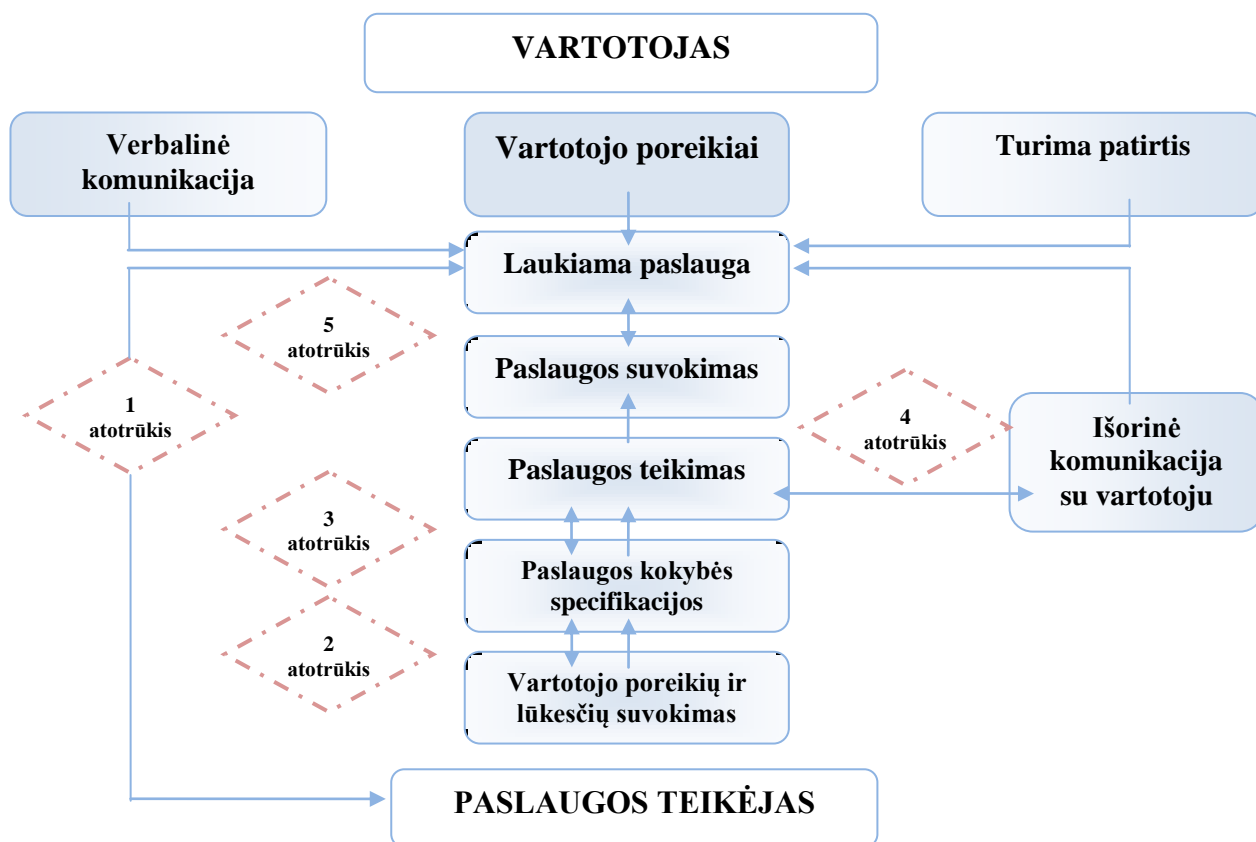 VARTOTOJAS
Verbalinė
komunikacija
Vartotojo poreikiai
Turima patirtis
Laukiama paslauga
5
atotrūkis
Paslaugos suvokimas
1
atotrūkis
4
atotrūkis
Išorinė
komunikacija
su vartotoju
Paslaugos teikimas
3
atotrūkis
Paslaugos kokybės
specifikacijos
2
atotrūkis
Vartotojo poreikių ir
lūkesčių suvokimas
PASLAUGOS TEIKĖJAS